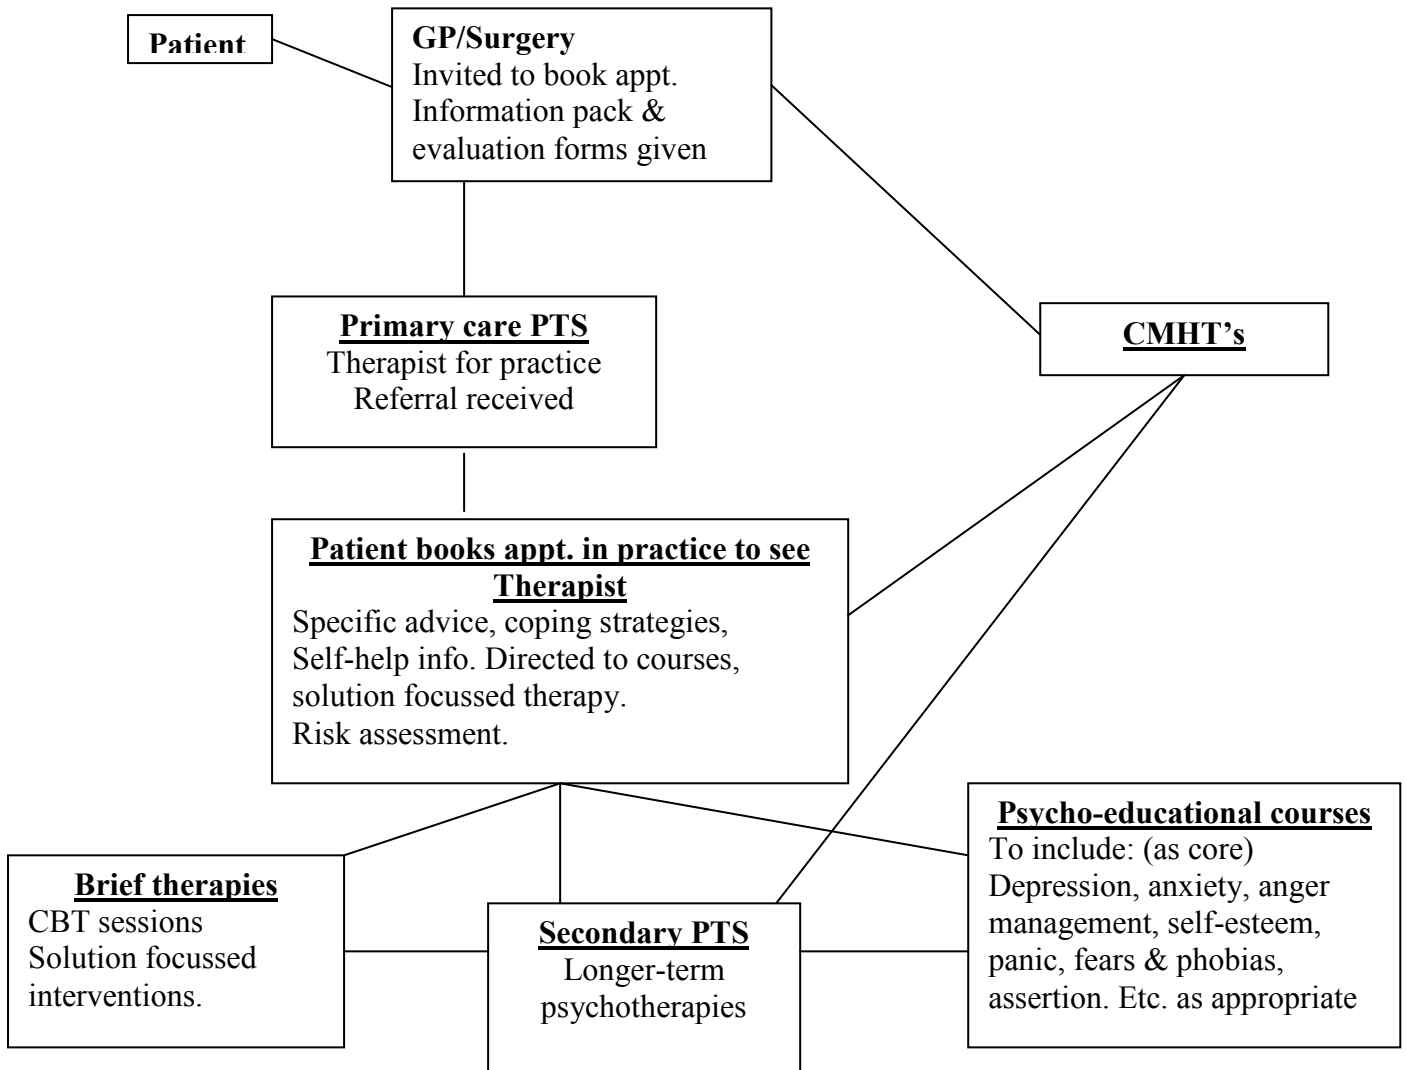 Patient
GP/Surgery
Invited to book appt.
Information pack &
evaluation forms given
Primary care PTS
Therapist for practice
Referral received
CMHT’s
Patient books appt. in practice to see
Therapist
Specific advice, coping strategies,
Self-help info. Directed to courses,
solution focussed therapy.
Risk assessment.
Brief therapies
CBT sessions
Solution focussed
interventions.
Secondary PTS
Longer-term
psychotherapies
Psycho-educational courses
To include: (as core)
Depression, anxiety, anger
management, self-esteem,
panic, fears & phobias,
assertion. Etc. as appropriate